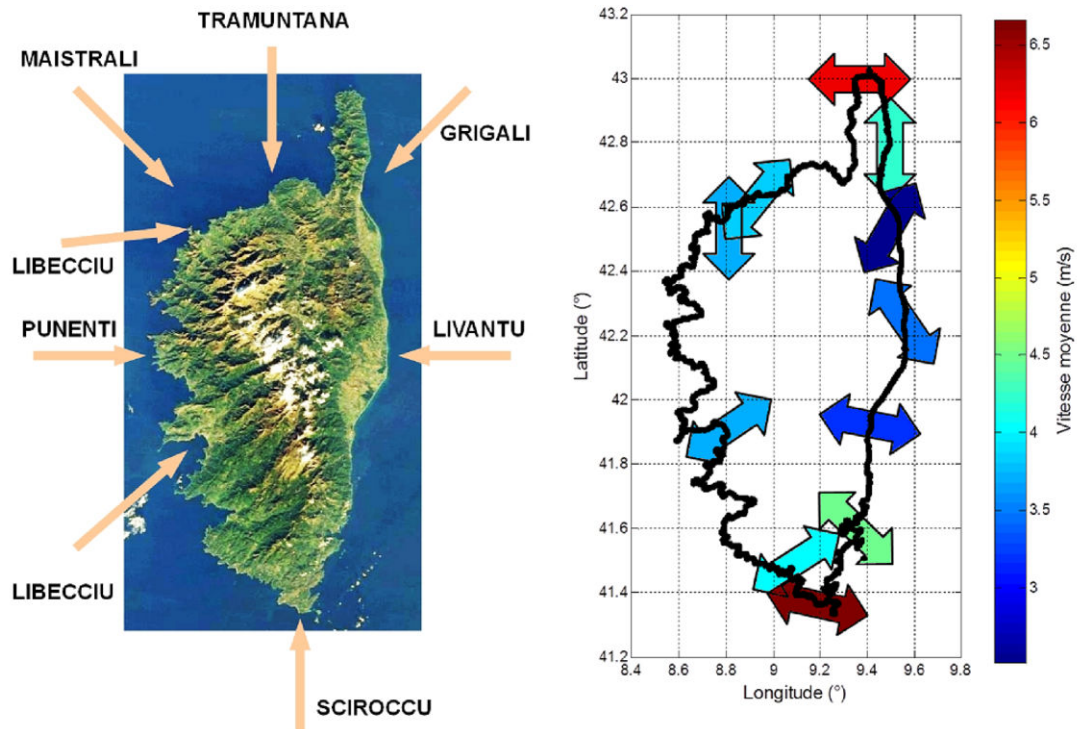 TRAMUNTANA
MAISTRALI
GRIGALI
LIBECCIU
PUNENTI
LIVANTU
LIBECCIU
SCIROCCU
43.2
43
42.8
42.6
42.4
42.2
42
41.8
41.6
41.4
41.2
Latitude (°)
8.4 8.6 8.8 9 9.2 9.4 9.6 9.8
Longitude (°)
6.5
6
5.5
5
4.5
4
3.5
3
Vitesse moyenne (m/s)